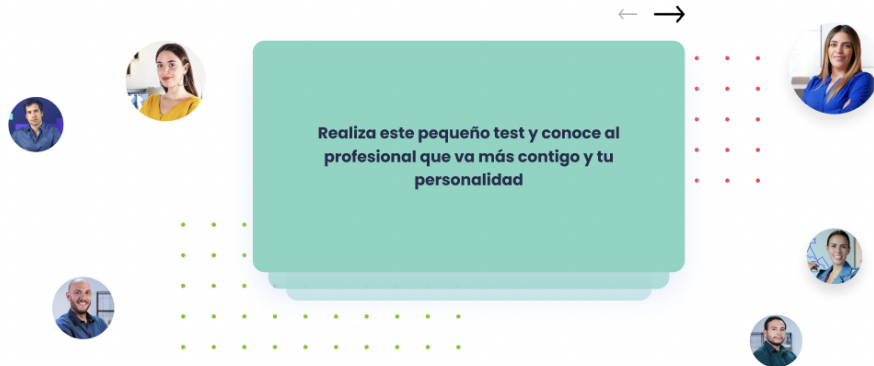 Realiza este pequeño test y conoce al
profesional que va más contigo y tu
personalidad